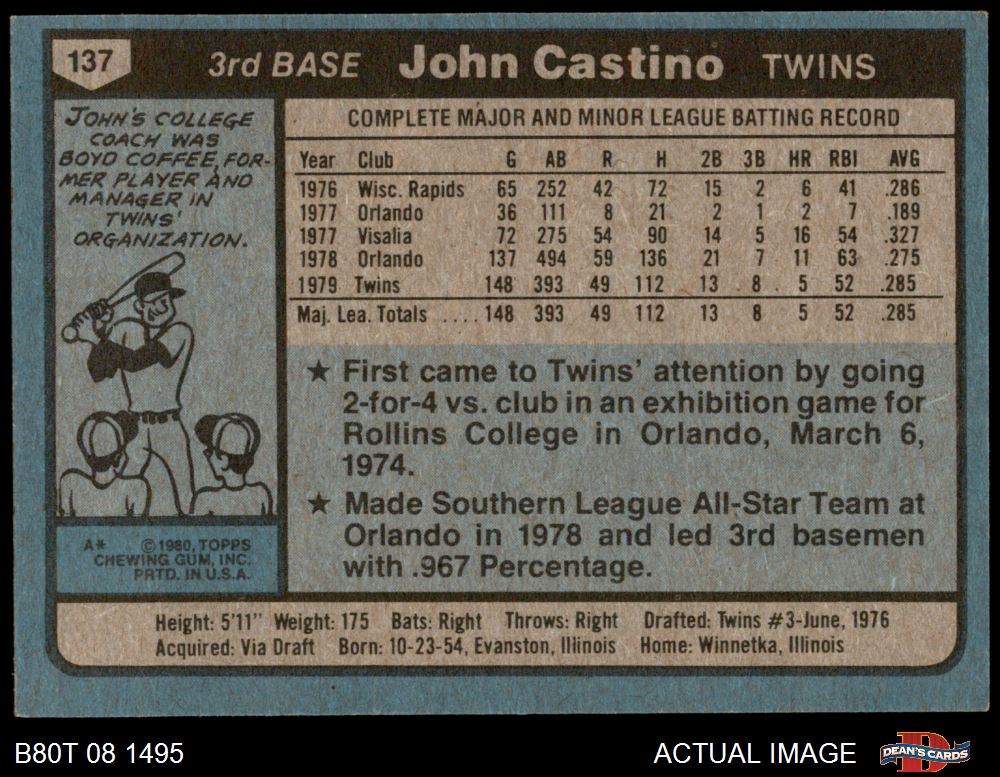 137
3rd BASE John Castino TWINS
JOHN'S COLLEGE
COACH WAS
BOYD COFFEE, FOR-
MER PLAYER AND
MANAGER IN
TWINS'
ORGANIZATION.
A* © 1980, TOPPS
CHEWING GUM, INC.
PRTD. IN U.S.A.
COMPLETE MAJOR AND MINOR LEAGUE BATTING RECORD
Year Club G AB R H 2B 3B HR RBI AVG
1976 Wisc. Rapids 65 252 42 72 15 2 6 41 .286
1977 Orlando 36 111 8 21 2 1 2 7 .189
1977 Visalia 72 275 54 90 14 5 16 54 .327
1978 Orlando 137 494 59 136 21 7 11 63 .275
1979 Twins 148 393 49 112 13 8 5 52 .285
Maj. Lea. Totals .... 148 393 49 112 13 8 5 52 .285
★ First came to Twins' attention by going
2-for-4 vs. club in an exhibition game for
Rollins College in Orlando, March 6,
1974.
★ Made Southern League All-Star Team at
Orlando in 1978 and led 3rd basemen
with .967 Percentage.
Height: 5'11" Weight: 175 Bats: Right Throws: Right Drafted: Twins #3-June, 1976
Acquired: Via Draft Born: 10-23-54, Evanston, Illinois Home: Winnetka, Illinois
B80T 08 1495 ACTUAL IMAGE DEAN'S CARDS